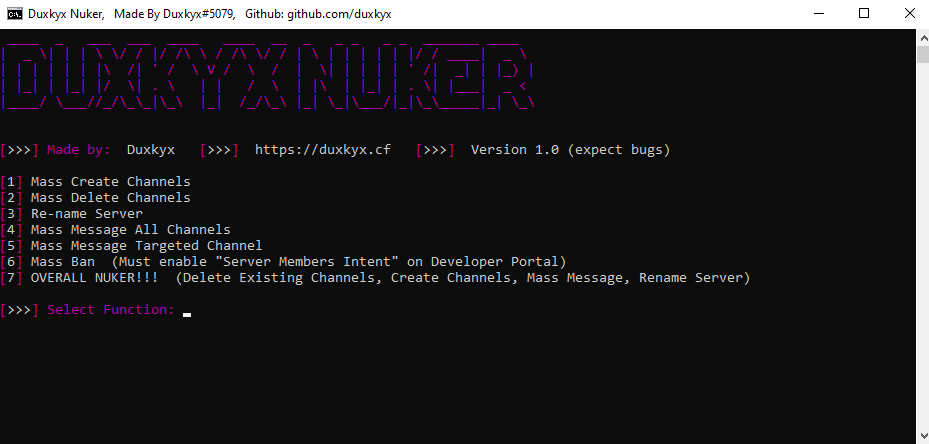 Duxkyx Nuker, Made By Duxkyx#5079, Github: github.com/duxkyx
DUXKYX NUKER
[>>>] Made by: Duxkyx [>>>] https://duxkyx.cf [>>>] Version 1.0 (expect bugs)
[1] Mass Create Channels
[2] Mass Delete Channels
[3] Re-name Server
[4] Mass Message All Channels
[5] Mass Message Targeted Channel
[6] Mass Ban (Must enable "Server Members Intent" on Developer Portal)
[7] OVERALL NUKER!!! (Delete Existing Channels, Create Channels, Mass Message, Rename Server)
[>>>] Select Function: